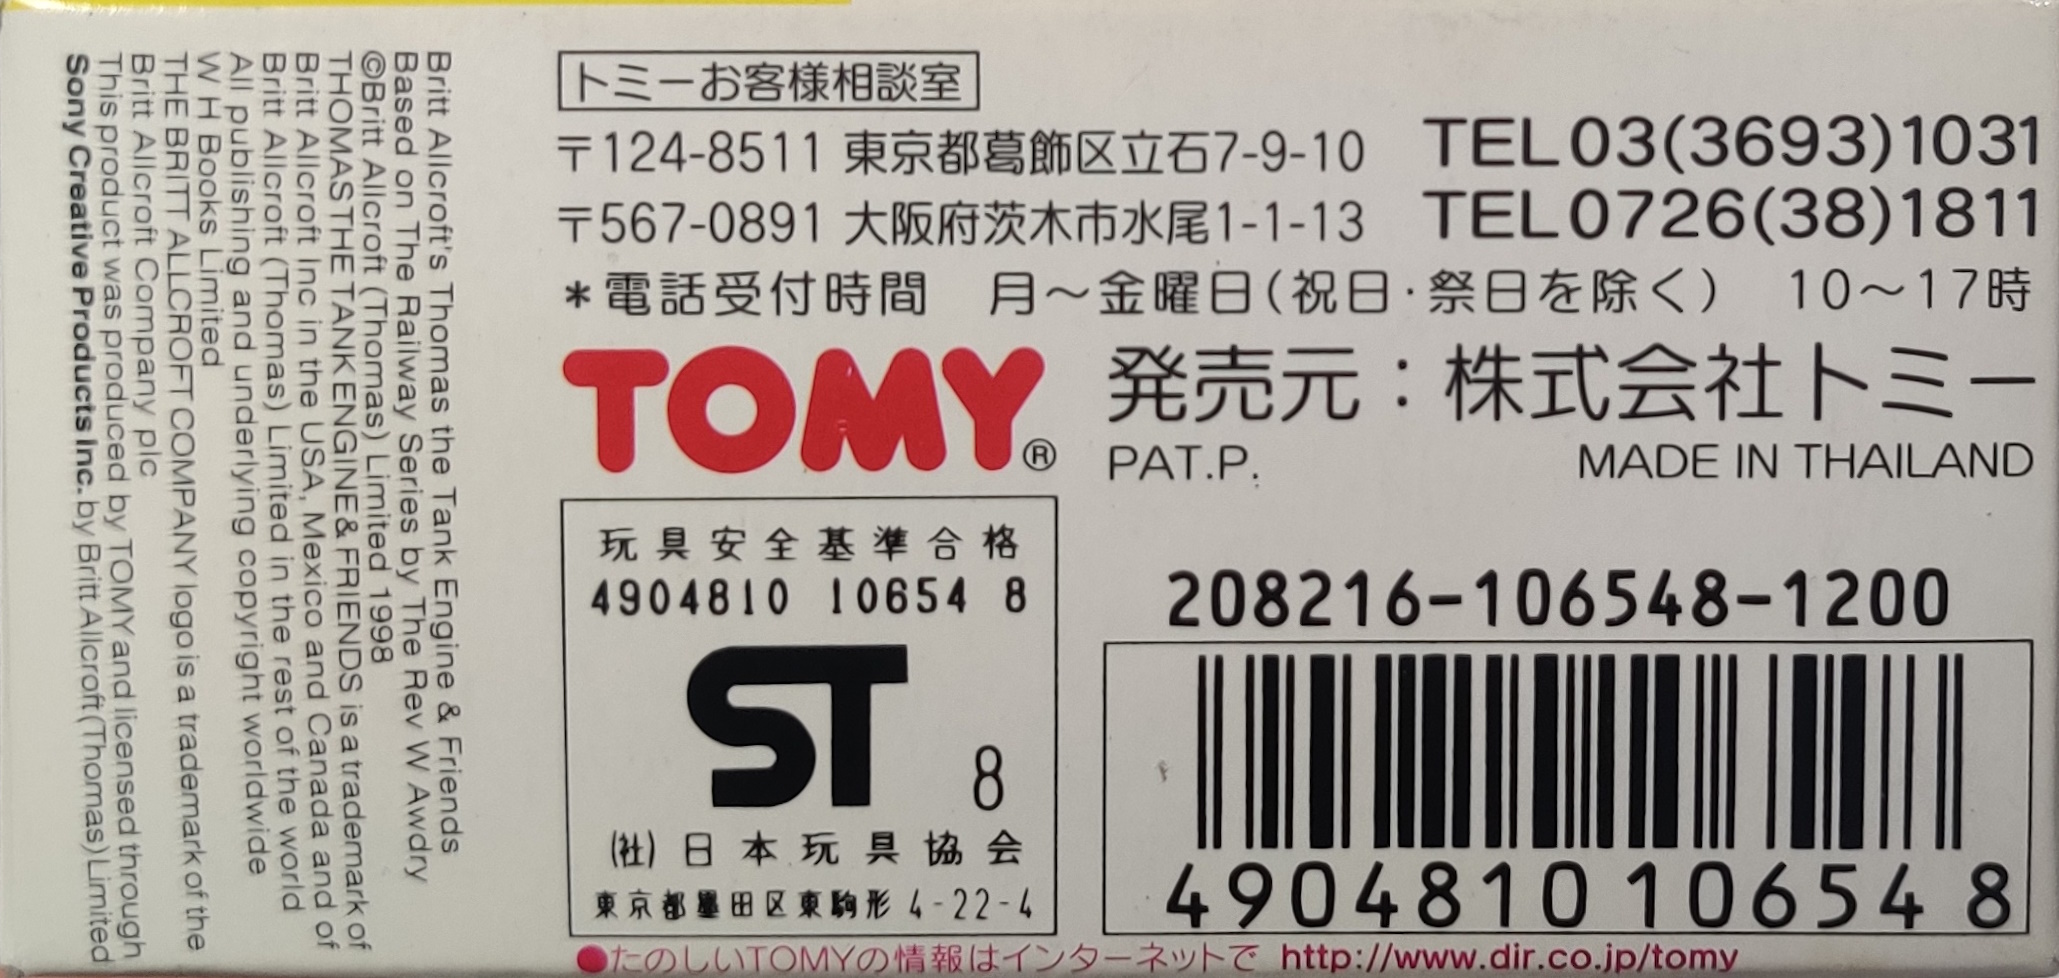 Britt Allcroft's Thomas the Tank Engine & Friends
Based on The Railway Series by The Rev W Awdry
©Britt Allcroft (Thomas) Limited 1998
THOMAS THE TANK ENGINE & FRIENDS is a trademark of
Britt Allcroft Inc in the USA, Mexico and Canada and of
Britt Allcroft (Thomas) Limited in the rest of the world
All publishing and underlying copyright worldwide
W H Books Limited
THE BRITT ALLCROFT COMPANY logo is a trademark of the
Britt Allcroft Company plc
This product was produced by TOMY and licensed through
Sony Creative Products Inc. by Britt Allcroft (Thomas) Limited
トミーお客様相談室
〒124-8511 東京都葛飾区立石7-9-10 TEL03(3693)1031
〒567-0891 大阪府茨木市水尾1-1-13 TEL0726(38)1811
*電話受付時間 月〜金曜日(祝日・祭日を除く) 10〜17時
TOMY®
発売元:株式会社トミー
PAT.P. MADE IN THAILAND
玩具安全基準合格
4904810 10654 8
ST 8
(社)日本玩具協会
東京都墨田区東駒形 4-22-4
208216-106548-1200
4904810 10654 8
●たのしいTOMYの情報はインターネットで http://www.dir.co.jp/tomy